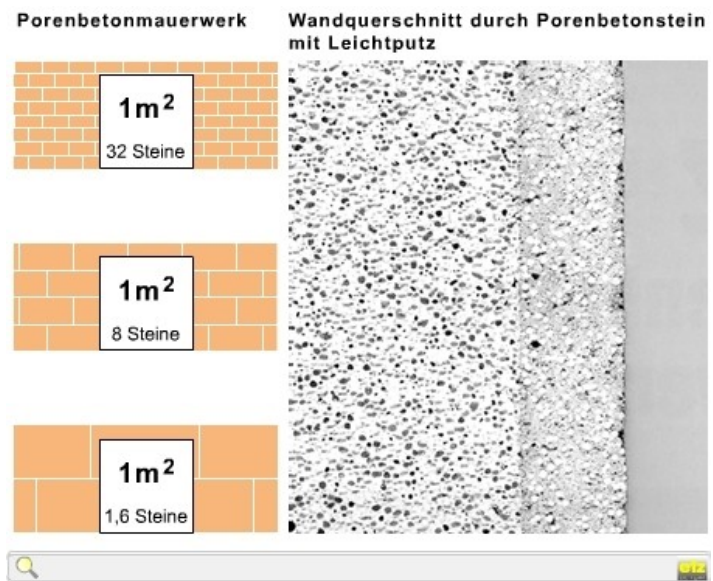 Porenbetonmauerwerk
1m²
32 Steine
1m²
8 Steine
1m²
1,6 Steine
Wandquerschnitt durch Porenbetonstein
mit Leichtputz